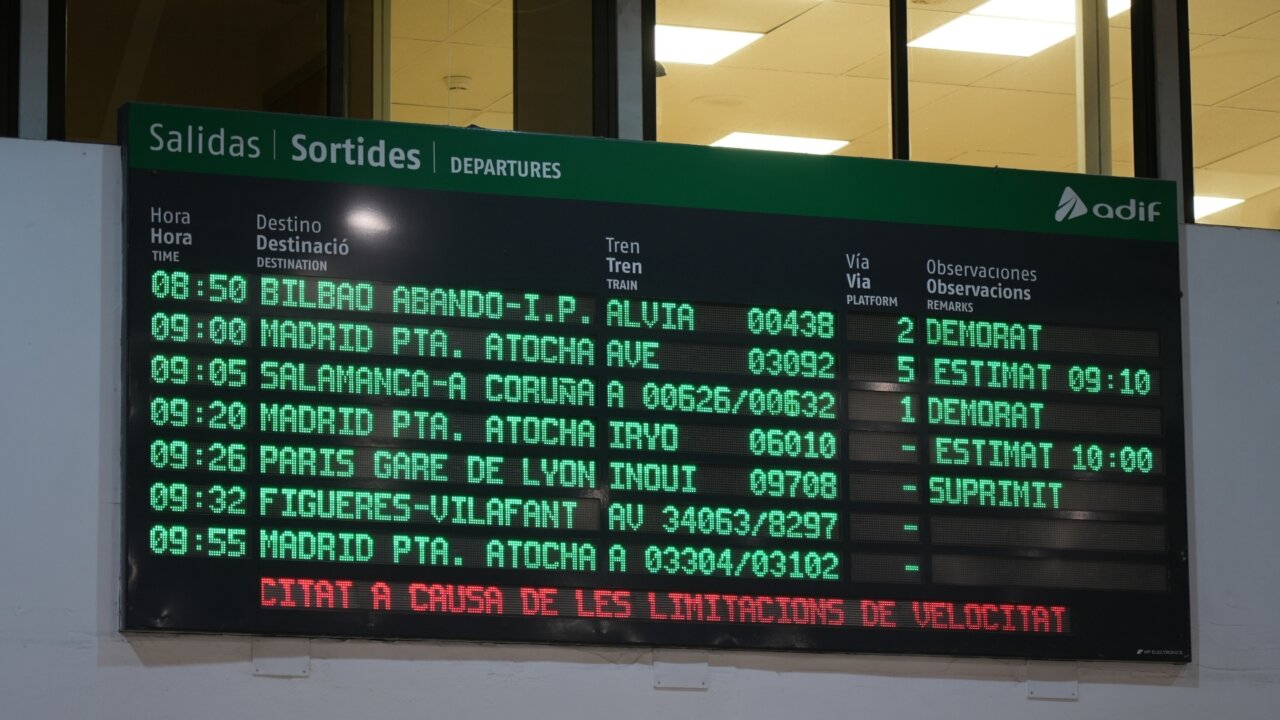 Salidas | Sortides | DEPARTURES
adif
Hora Destino Tren Vía Observaciones
Hora Destinació Tren Via Observacions
TIME DESTINATION TRAIN PLATFORM REMARKS
08:50 BILBAO ABANDO-I.P. ALVIA 00438 2 DEMORAT
09:00 MADRID PTA. ATOCHA AVE 03092 5 ESTIMAT 09:10
09:05 SALAMANCA-A CORUÑA A 00626/00632 1 DEMORAT
09:20 MADRID PTA. ATOCHA IRYO 06010 - ESTIMAT 10:00
09:26 PARIS GARE DE LYON INOUI 09708 - SUPRIMIT
09:32 FIGUERES-VILAFANT AV 34063/8297 -
09:55 MADRID PTA. ATOCHA A 03304/03102 -
CITAT A CAUSA DE LES LIMITACIONS DE VELOCITAT